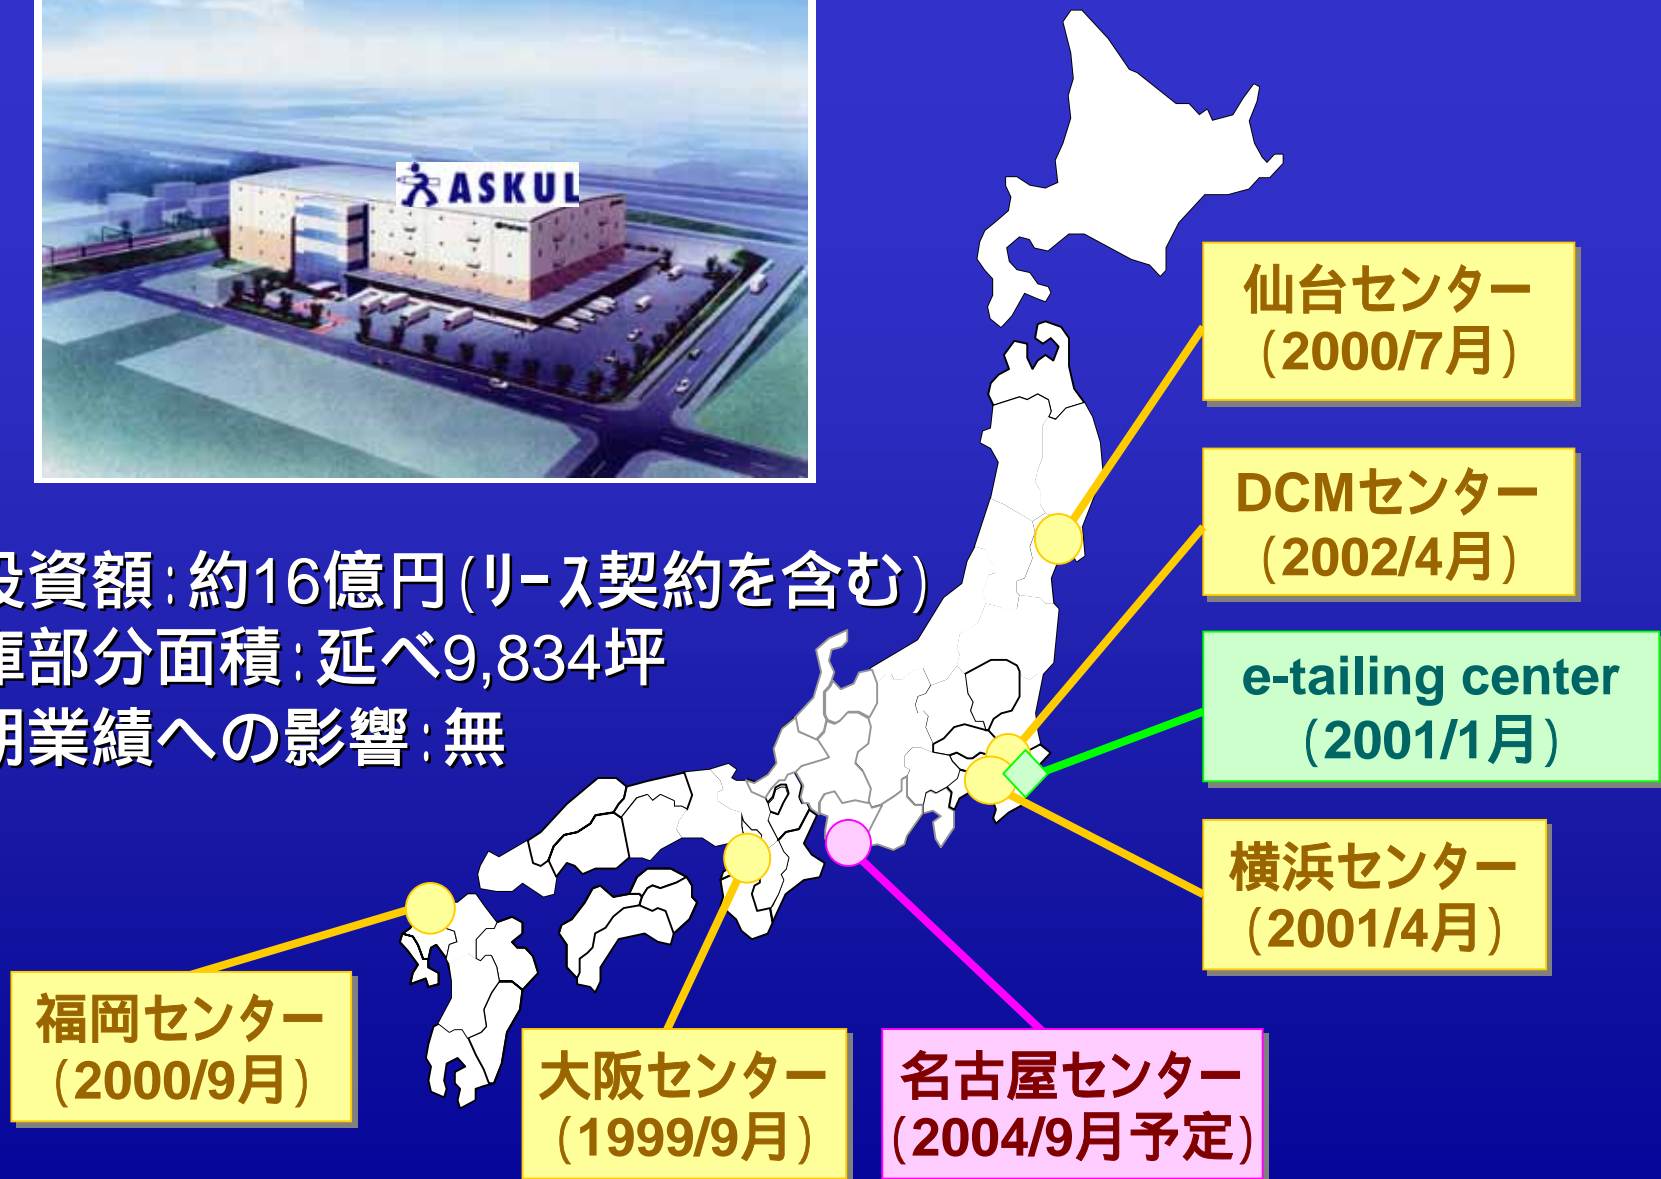 ASKUL
仙台センター
(2000/7月)
DCMセンター
(2002/4月)
投資額:約16億円(リース契約を含む)
庫部分面積:延べ9,834坪
期業績への影響:無
e-tailing center
(2001/1月)
横浜センター
(2001/4月)
福岡センター
(2000/9月)
大阪センター
(1999/9月)
名古屋センター
(2004/9月予定)